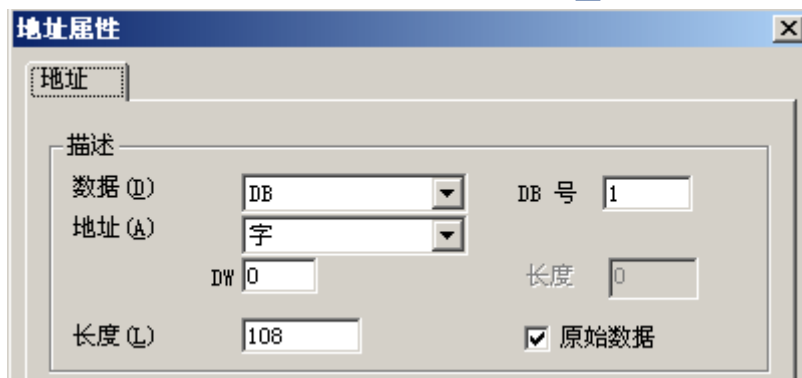 地址属性
地址
描述
数据(D) DB DB 号 1
地址(A) 字
DW 0 长度 0
长度(L) 108 原始数据